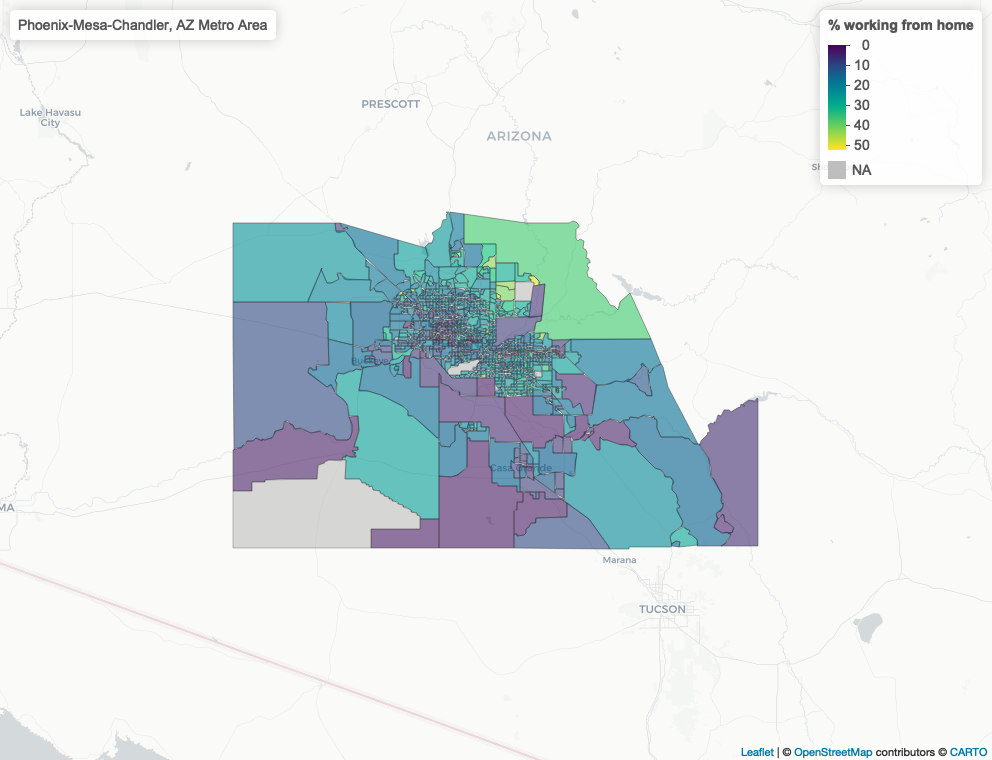 Phoenix-Mesa-Chandler, AZ Metro Area
% working from home
0
10
20
30
40
50
NA
PRESCOTT
Lake Havasu
City
ARIZONA
Casa Grande
MA
Marana
TUCSON
Leaflet | © OpenStreetMap contributors © CARTO